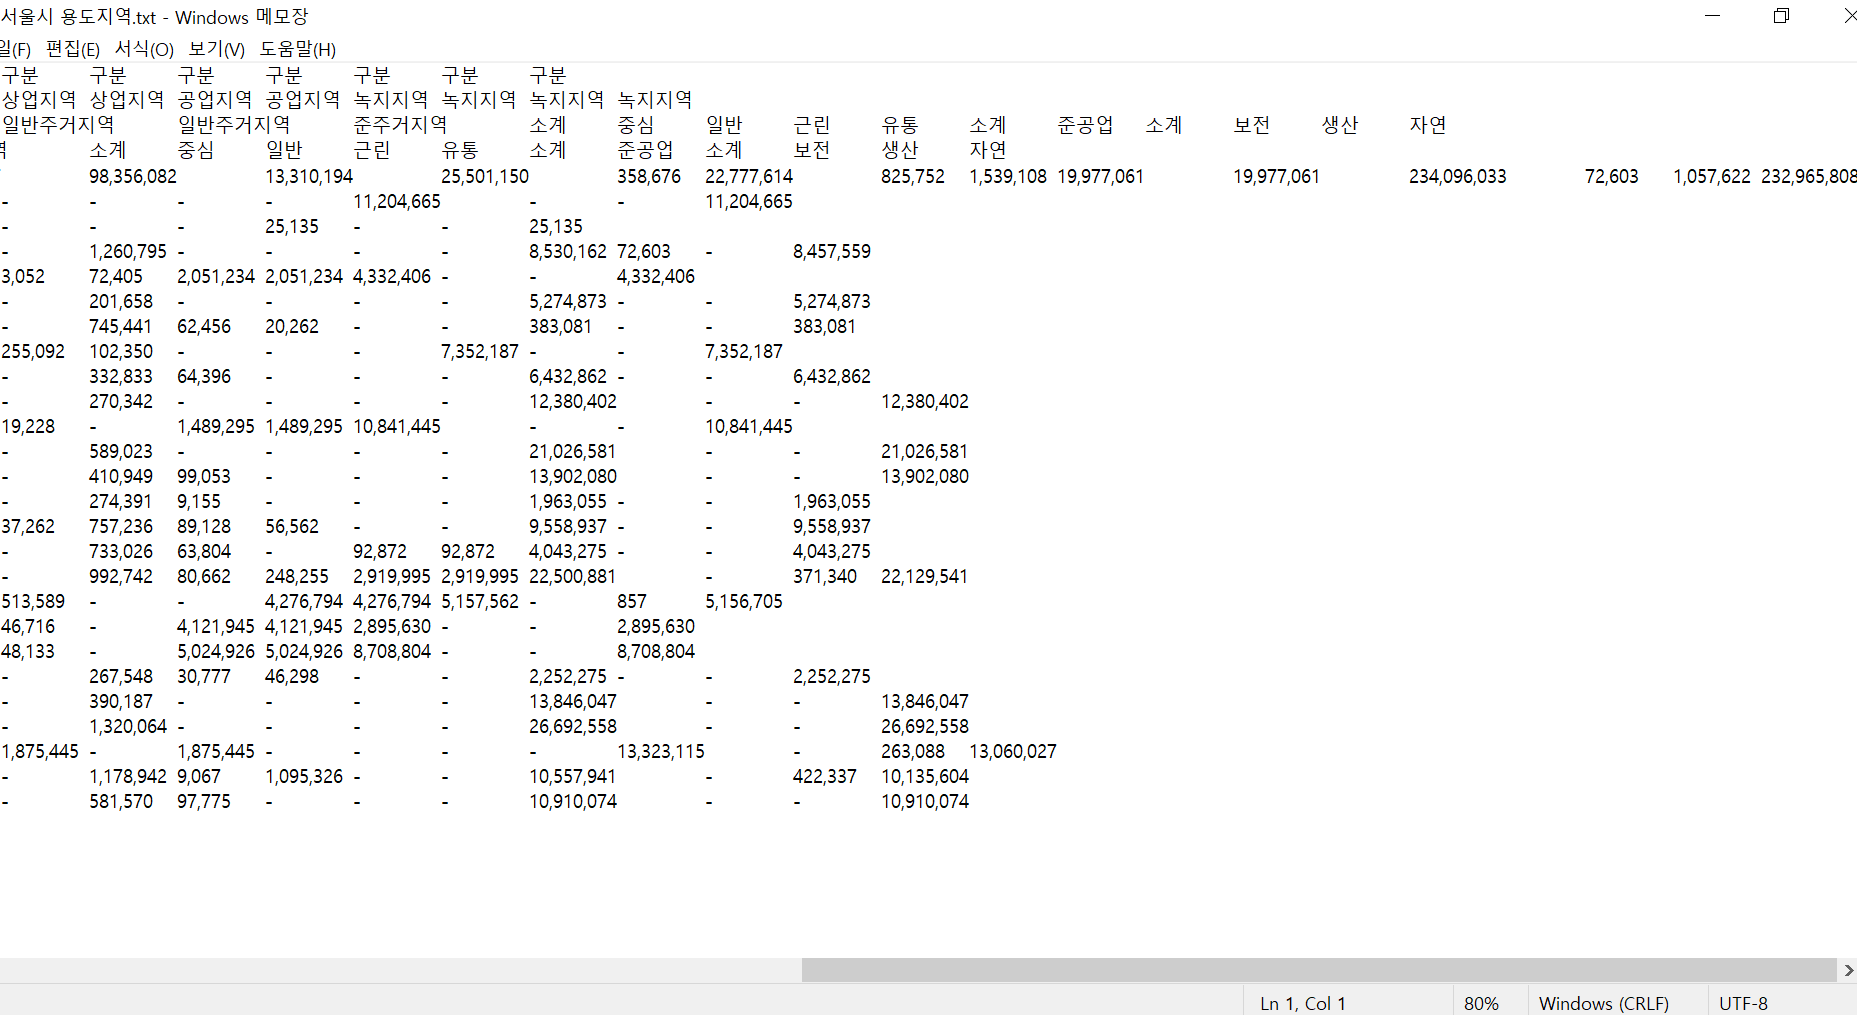 서울시 용도지역.txt - Windows 메모장
일(F) 편집(E) 서식(O) 보기(V) 도움말(H)
구분 구분 구분 구분 구분 구분 구분
상업지역 상업지역 공업지역 공업지역 녹지지역 녹지지역 녹지지역 녹지지역
일반주거지역 일반주거지역 준주거지역 소계 중심 일반 근린 유통 소계 준공업 소계 보전 생산 자연
소계 중심 일반 근린 유통 소계 준공업 소계 보전 생산 자연
98,356,082 13,310,194 25,501,150 358,676 22,777,614 825,752 1,539,108 19,977,061 19,977,061 234,096,033 72,603 1,057,622 232,965,808
- - - - 11,204,665 - - 11,204,665
- - - 25,135 - - 25,135
- 1,260,795 - - - - 8,530,162 72,603 - 8,457,559
3,052 72,405 2,051,234 2,051,234 4,332,406 - - 4,332,406
- 201,658 - - - - 5,274,873 - - 5,274,873
- 745,441 62,456 20,262 - - 383,081 - - 383,081
255,092 102,350 - - - 7,352,187 - - 7,352,187
- 332,833 64,396 - - - 6,432,862 - - 6,432,862
- 270,342 - - - - 12,380,402 - - 12,380,402
19,228 - 1,489,295 1,489,295 10,841,445 - - 10,841,445
- 589,023 - - - - 21,026,581 - - 21,026,581
- 410,949 99,053 - - - 13,902,080 - - 13,902,080
- 274,391 9,155 - - - 1,963,055 - - 1,963,055
37,262 757,236 89,128 56,562 - - 9,558,937 - - 9,558,937
- 733,026 63,804 - 92,872 92,872 4,043,275 - - 4,043,275
- 992,742 80,662 248,255 2,919,995 2,919,995 22,500,881 - 371,340 22,129,541
513,589 - - 4,276,794 4,276,794 5,157,562 - 857 5,156,705
46,716 - 4,121,945 4,121,945 2,895,630 - - 2,895,630
48,133 - 5,024,926 5,024,926 8,708,804 - - 8,708,804
- 267,548 30,777 46,298 - - 2,252,275 - - 2,252,275
- 390,187 - - - - 13,846,047 - - 13,846,047
- 1,320,064 - - - - 26,692,558 - - 26,692,558
1,875,445 - 1,875,445 - - - - 13,323,115 - 263,088 13,060,027
- 1,178,942 9,067 1,095,326 - - 10,557,941 - 422,337 10,135,604
- 581,570 97,775 - - - 10,910,074 - - 10,910,074
Ln 1, Col 1 80% Windows (CRLF) UTF-8